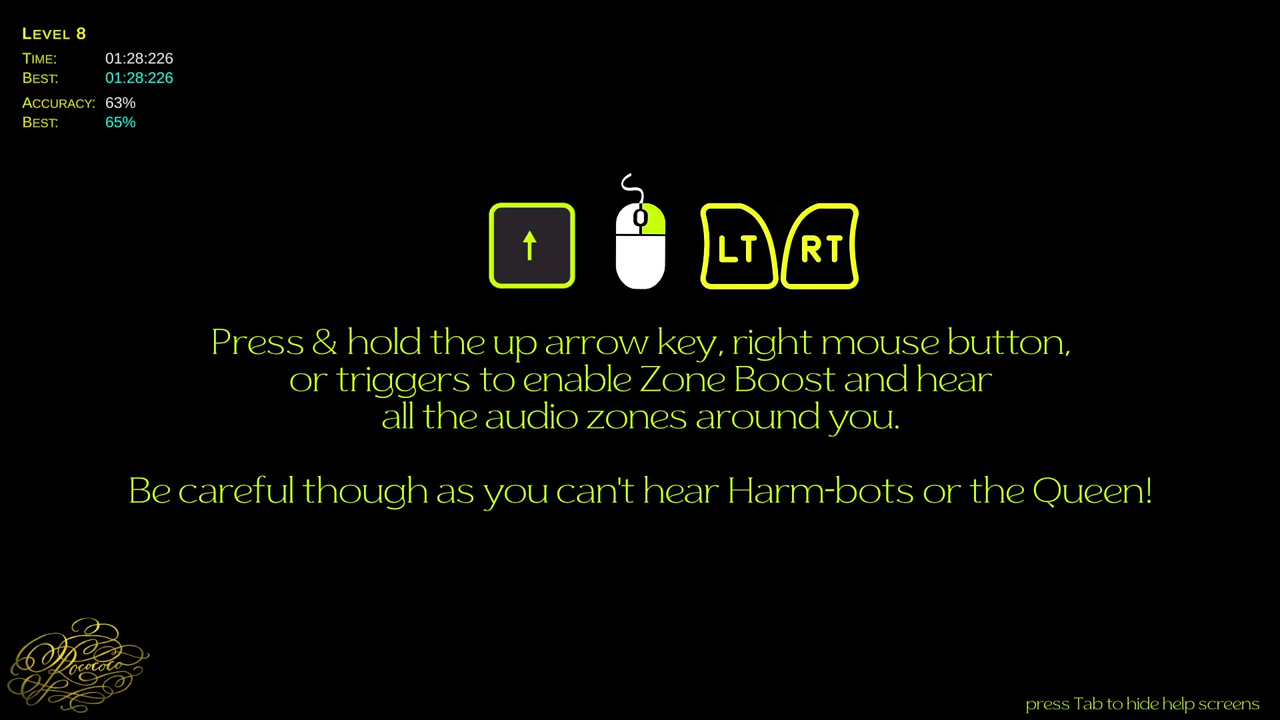 LEVEL 8
TIME: 01:28:226
BEST: 01:28:226
ACCURACY: 63%
BEST: 65%
↑
LT RT
Press & hold the up arrow key, right mouse button,
or triggers to enable Zone Boost and hear
all the audio zones around you.
Be careful though as you can't hear Harm-bots or the Queen!
Rococoto
press Tab to hide help screens